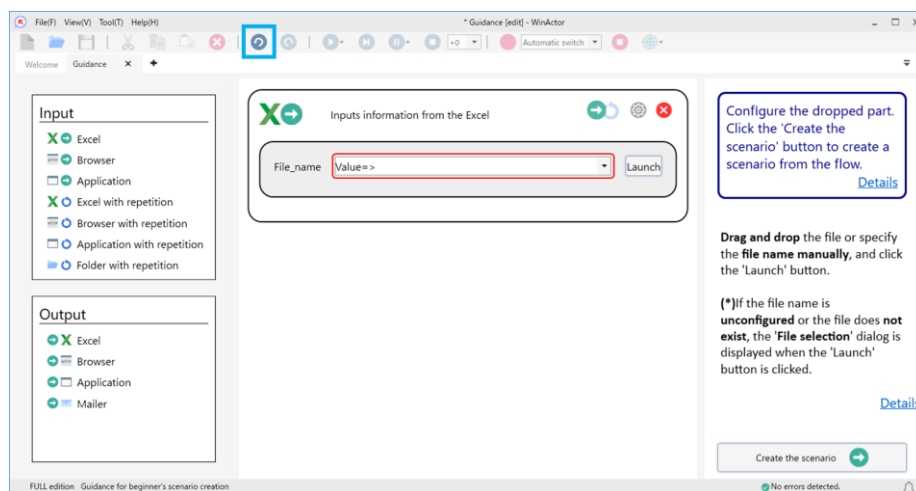 File(F) View(V) Tool(T) Help(H)
* Guidance [edit] - WinActor
+0
Automatic switch
Welcome Guidance
Input
Excel
Browser
Application
Excel with repetition
Browser with repetition
Application with repetition
Folder with repetition
Output
Excel
Browser
Application
Mailer
Inputs information from the Excel
File_name Value=> Launch
Configure the dropped part.
Click the 'Create the
scenario' button to create a
scenario from the flow.
Details
Drag and drop the file or specify
the file name manually, and click
the 'Launch' button.
(*)If the file name is
unconfigured or the file does not
exist, the 'File selection' dialog is
displayed when the 'Launch'
button is clicked.
Details
Create the scenario
FULL edition Guidance for beginner's scenario creation
No errors detected.